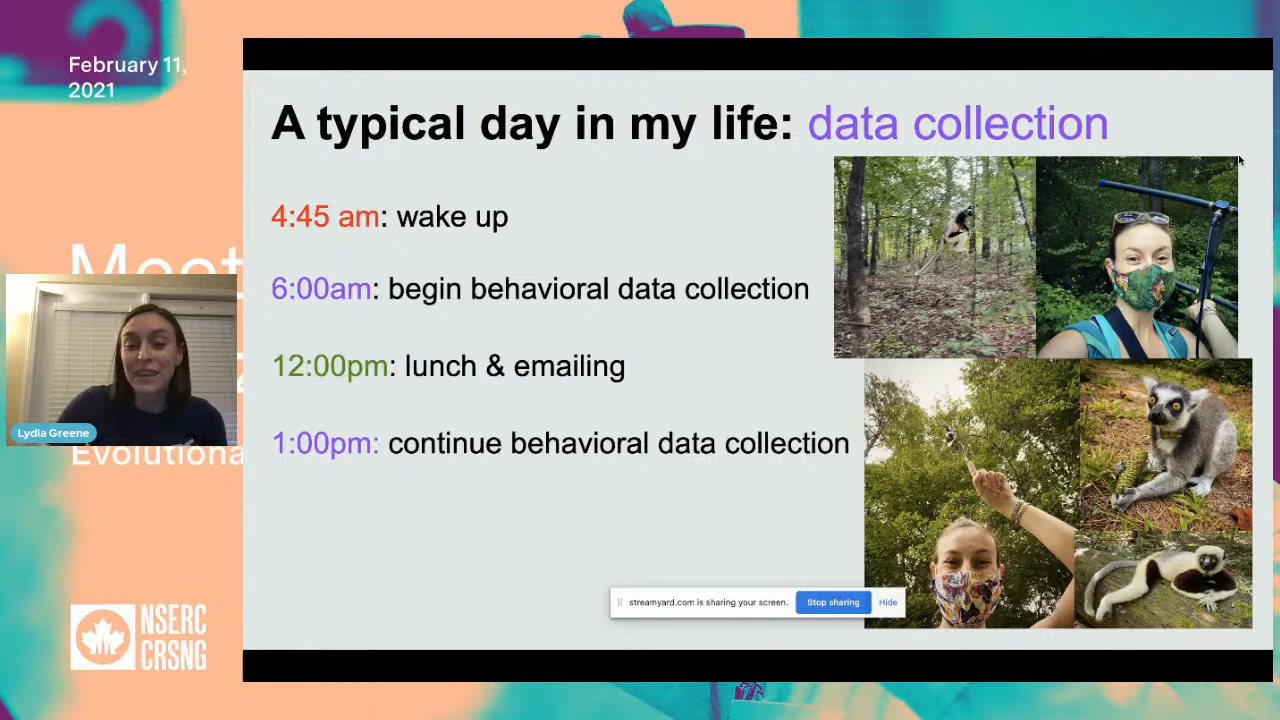 February 11,
2021
A typical day in my life: data collection
4:45 am: wake up
6:00am: begin behavioral data collection
12:00pm: lunch & emailing
1:00pm: continue behavioral data collection
Lydia Greene
Evolutiona
streamyard.com is sharing your screen. Stop sharing Hide
NSERC
CRSNG